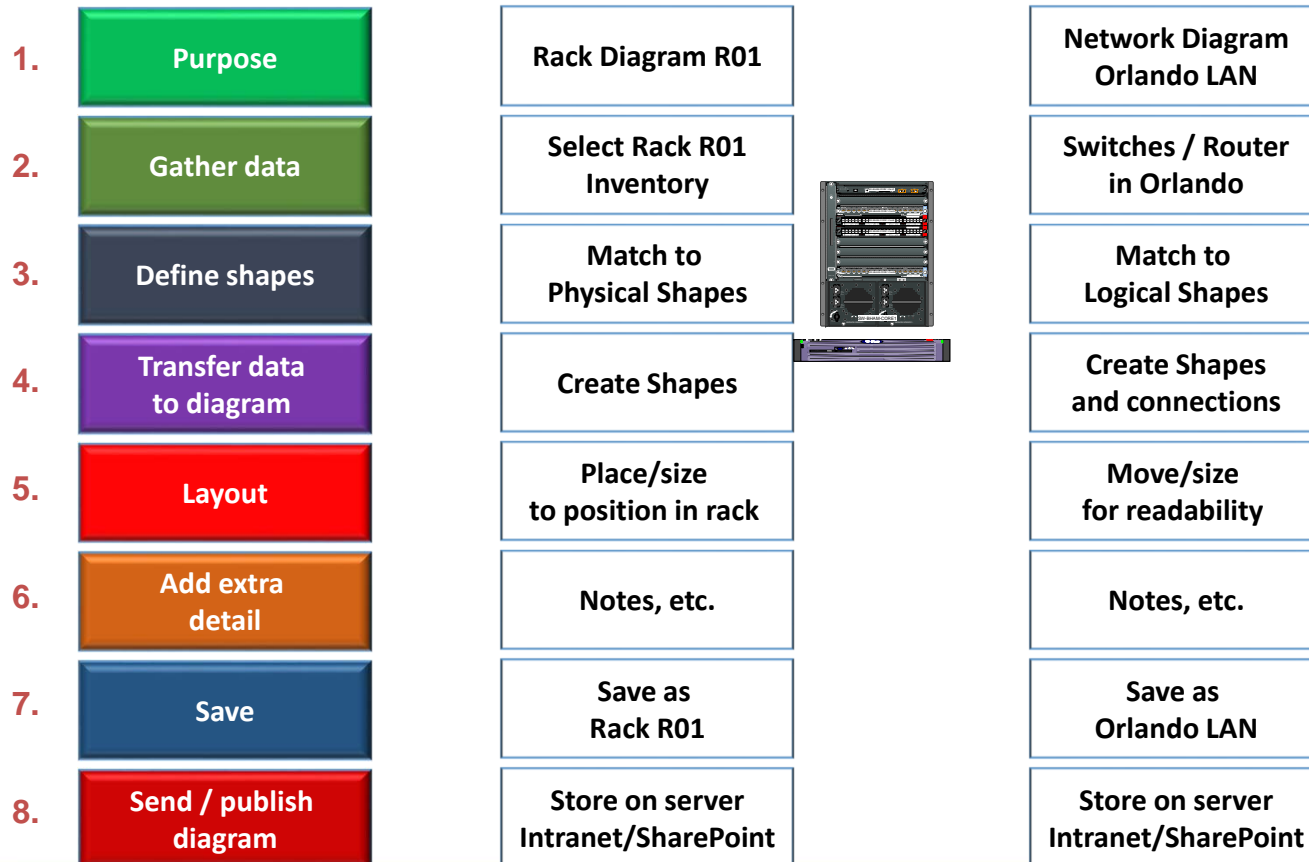 1.
Purpose
Rack Diagram R01
Network Diagram
Orlando LAN
2.
Gather data
Select Rack R01
Inventory
Switches / Router
in Orlando
3.
Define shapes
Match to
Physical Shapes
Match to
Logical Shapes
4.
Transfer data
to diagram
Create Shapes
Create Shapes
and connections
5.
Layout
Place/size
to position in rack
Move/size
for readability
6.
Add extra
detail
Notes, etc.
Notes, etc.
7.
Save
Save as
Rack R01
Save as
Orlando LAN
8.
Send / publish
diagram
Store on server
Intranet/SharePoint
Store on server
Intranet/SharePoint